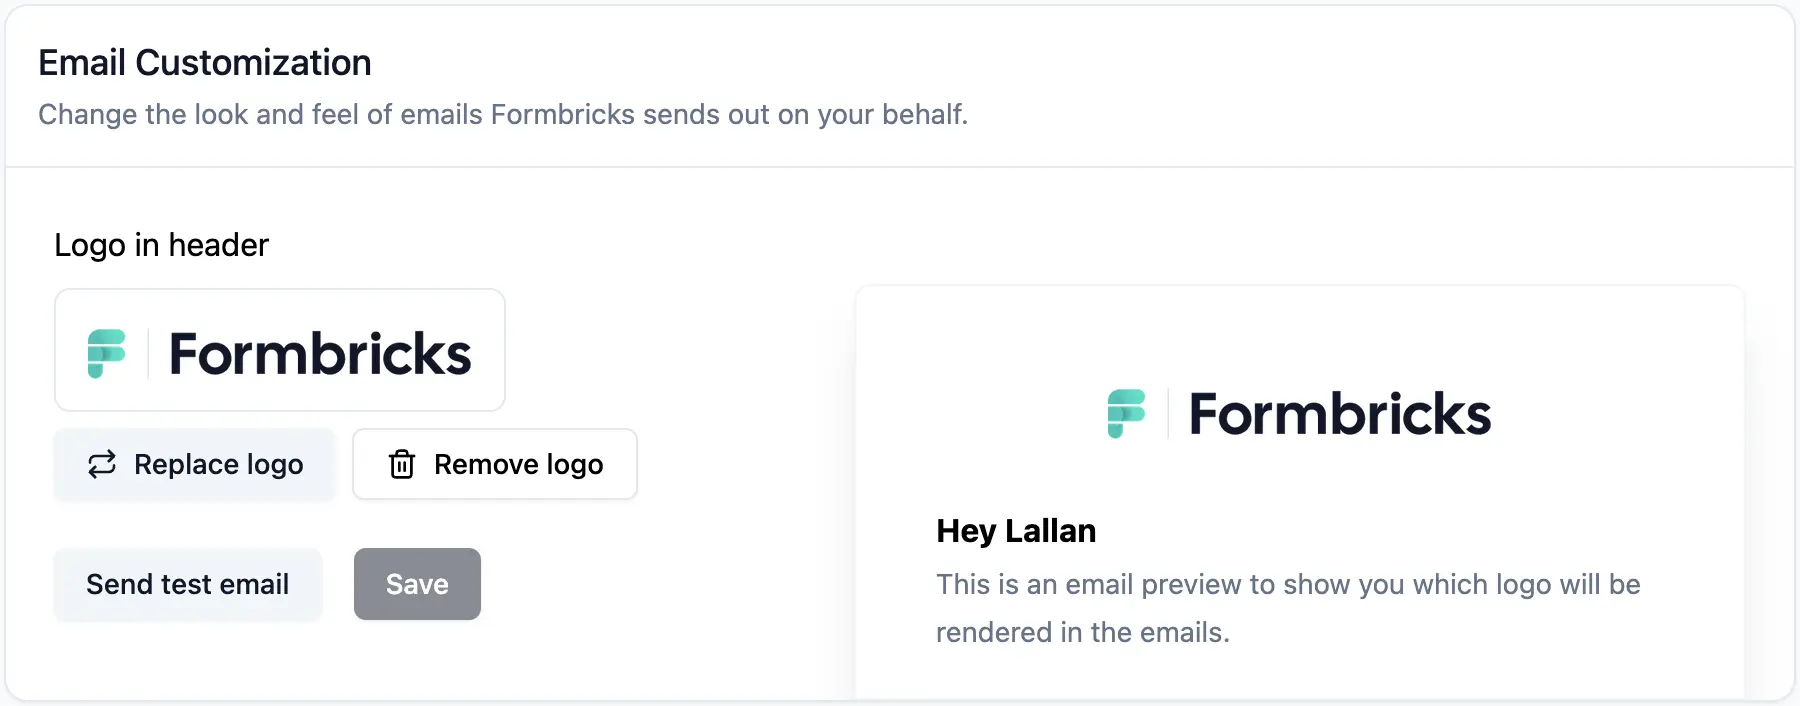 Email Customization
Change the look and feel of emails Formbricks sends out on your behalf.
Logo in header
Formbricks
Replace logo
Remove logo
Send test email
Save
Formbricks
Hey Lallan
This is an email preview to show you which logo will be
rendered in the emails.